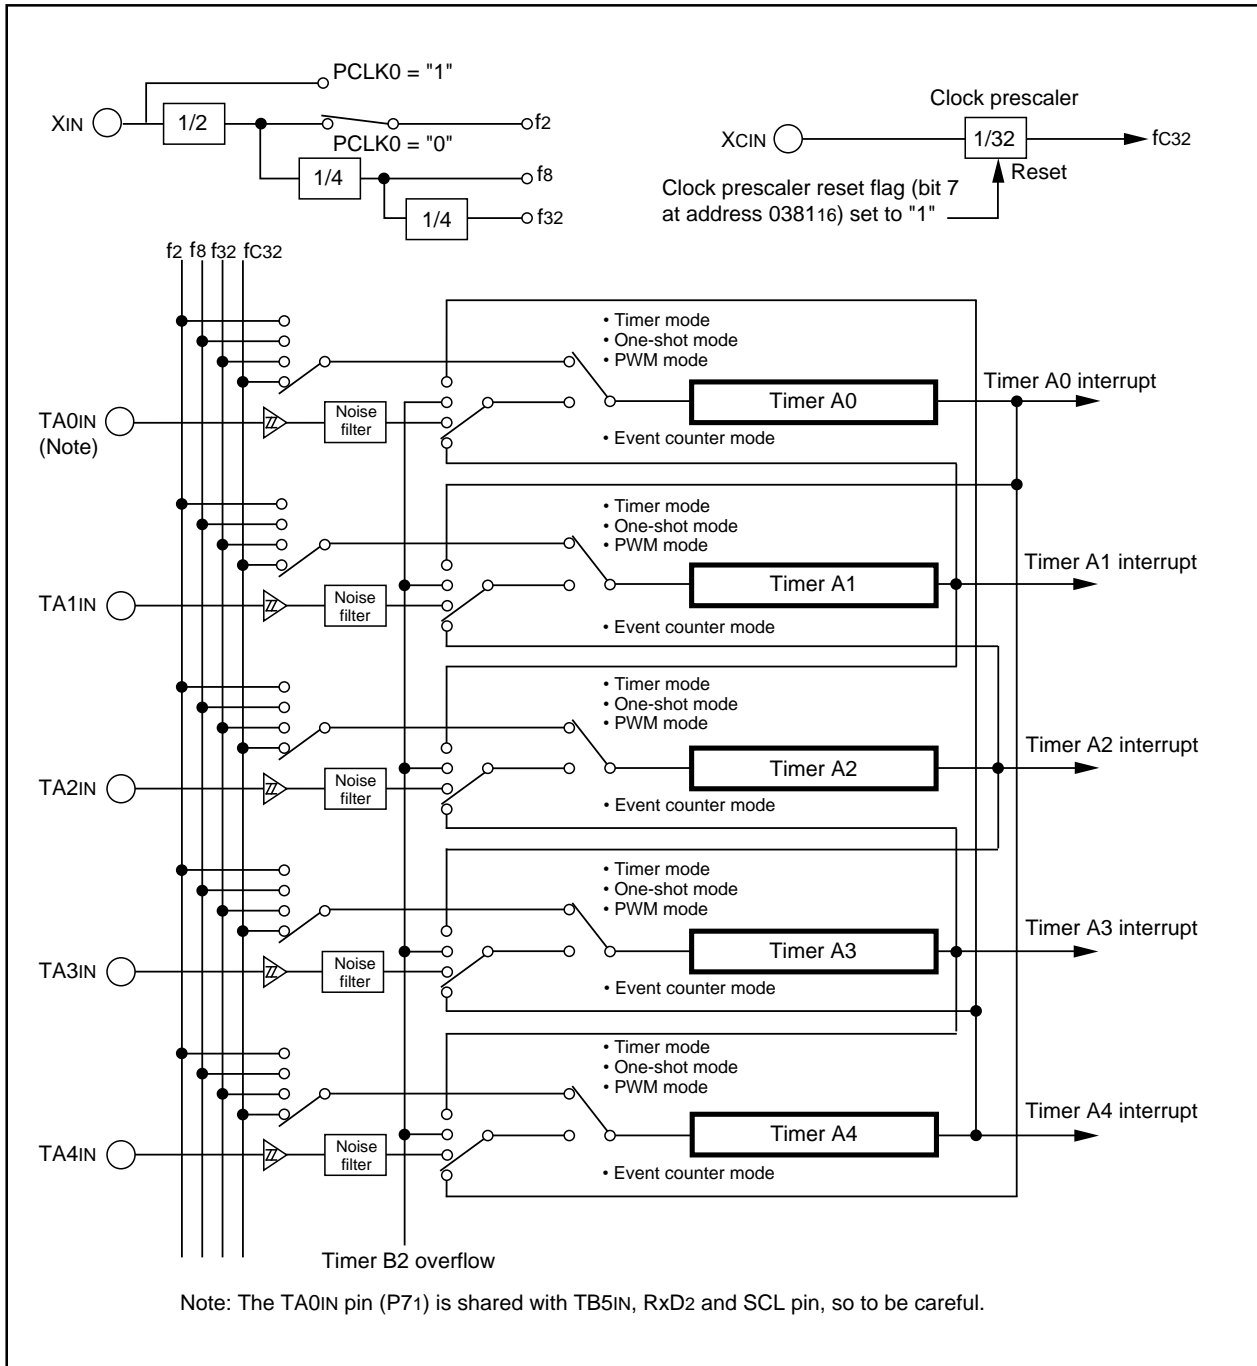 PCLK0 = "1"
XIN
1/2
f2
PCLK0 = "0"
1/4
f8
1/4
f32
Clock prescaler
XCIN
1/32
fC32
Reset
Clock prescaler reset flag (bit 7
at address 038116) set to "1"
f2 f8 f32 fC32
• Timer mode
• One-shot mode
• PWM mode
Timer A0
Timer A0 interrupt
TA0IN
(Note)
Noise
filter
• Event counter mode
• Timer mode
• One-shot mode
• PWM mode
Timer A1
Timer A1 interrupt
TA1IN
Noise
filter
• Event counter mode
• Timer mode
• One-shot mode
• PWM mode
Timer A2
Timer A2 interrupt
TA2IN
Noise
filter
• Event counter mode
• Timer mode
• One-shot mode
• PWM mode
Timer A3
Timer A3 interrupt
TA3IN
Noise
filter
• Event counter mode
• Timer mode
• One-shot mode
• PWM mode
Timer A4
Timer A4 interrupt
TA4IN
Noise
filter
• Event counter mode
Timer B2 overflow
Note: The TA0IN pin (P71) is shared with TB5IN, RxD2 and SCL pin, so to be careful.